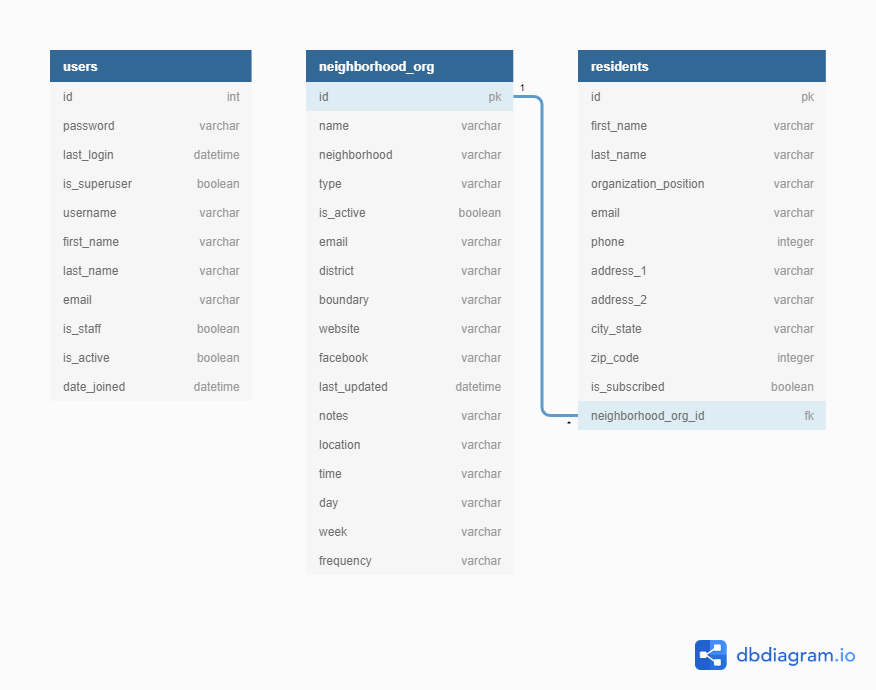 users
id int
password varchar
last_login datetime
is_superuser boolean
username varchar
first_name varchar
last_name varchar
email varchar
is_staff boolean
is_active boolean
date_joined datetime
neighborhood_org
id pk
name varchar
neighborhood varchar
type varchar
is_active boolean
email varchar
district varchar
boundary varchar
website varchar
facebook varchar
last_updated datetime
notes varchar
location varchar
time varchar
day varchar
week varchar
frequency varchar
1
*
residents
id pk
first_name varchar
last_name varchar
organization_position varchar
email varchar
phone integer
address_1 varchar
address_2 varchar
city_state varchar
zip_code integer
is_subscribed boolean
neighborhood_org_id fk
dbdiagram.io